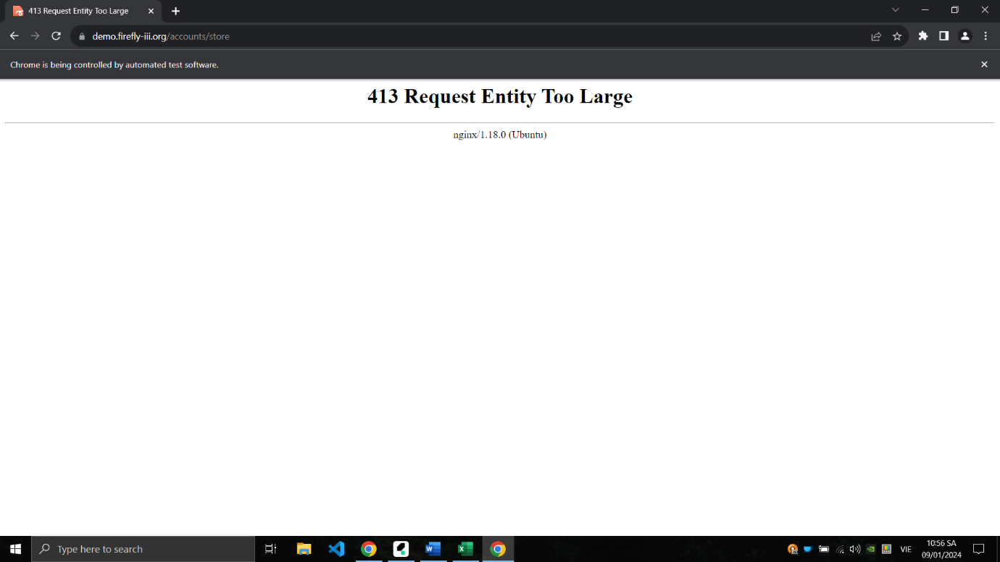 413 Request Entity Too Large
demo.firefly-iii.org/accounts/store
Chrome is being controlled by automated test software.
413 Request Entity Too Large
nginx/1.18.0 (Ubuntu)
Type here to search
VIE
10:56 SA
09/01/2024